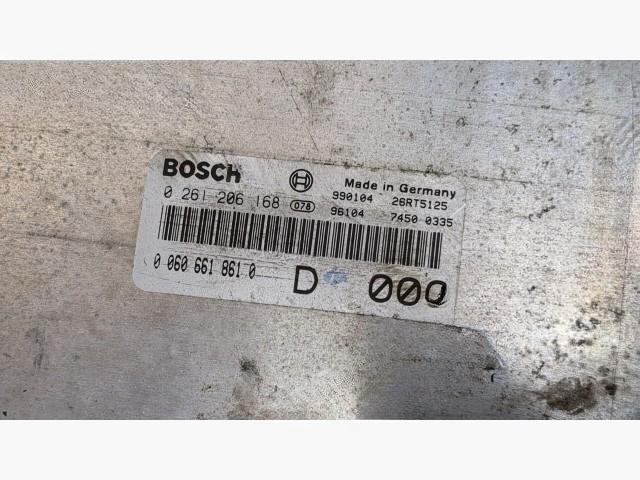 BOSCH Made in Germany
0 261 206 168 078 990104 26RT5125
96104 7450 0335
0 060 661 861 0 D 000